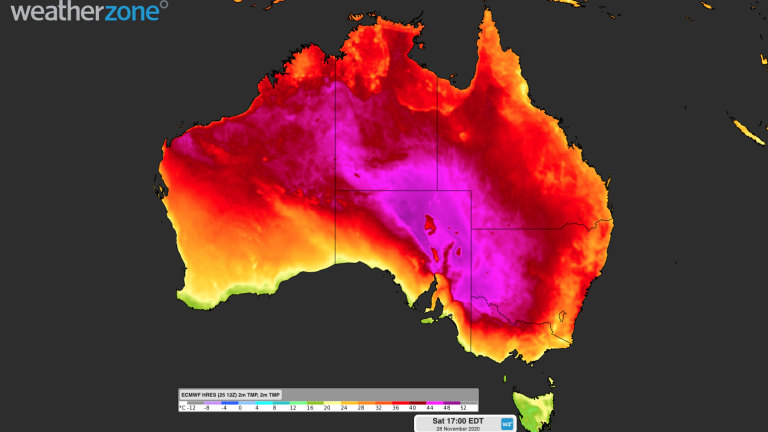 weatherzone°
ECMWF HRES (25 12Z) 2m TMP, 2m TMP
°C -12 -8 -4 0 4 8 12 16 20 24 28 32 36 40 44 48 52
Sat 17:00 EDT
28 November 2020
WZ°